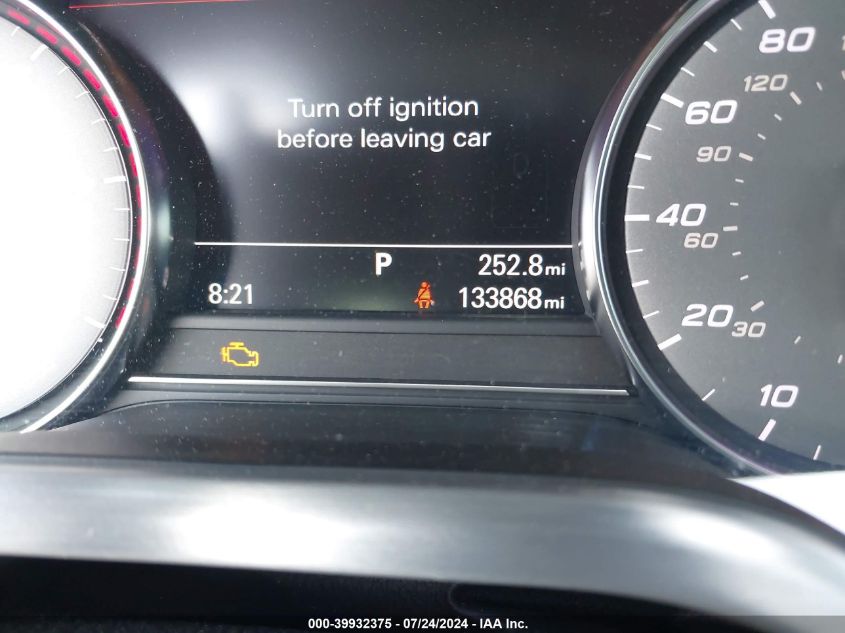 Turn off ignition
before leaving car
P 252.8mi
8:21 133868mi
80
120
60
90
40
60
20
30
10
000-39932375 / 07/24/2024 - IAA Inc.